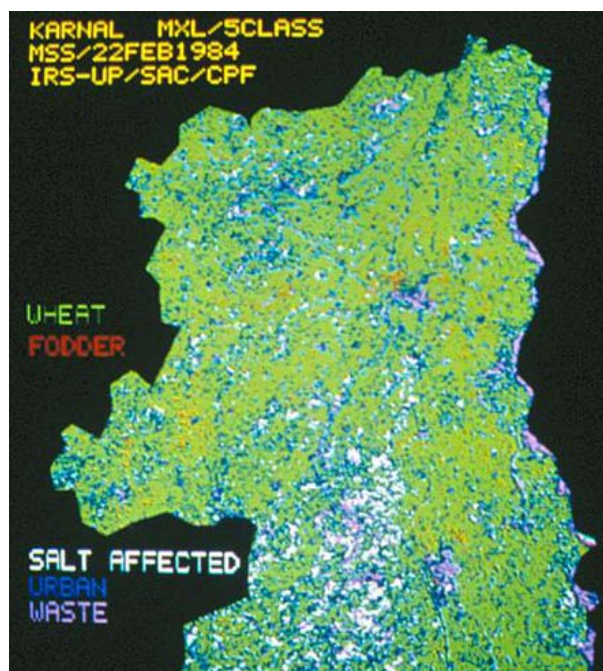 KARNAL MXL/5CLASS
MSS/22FEB1984
IRS-UP/SAC/CPF
WHEAT
FODDER
SALT AFFECTED
URBAN
WASTE